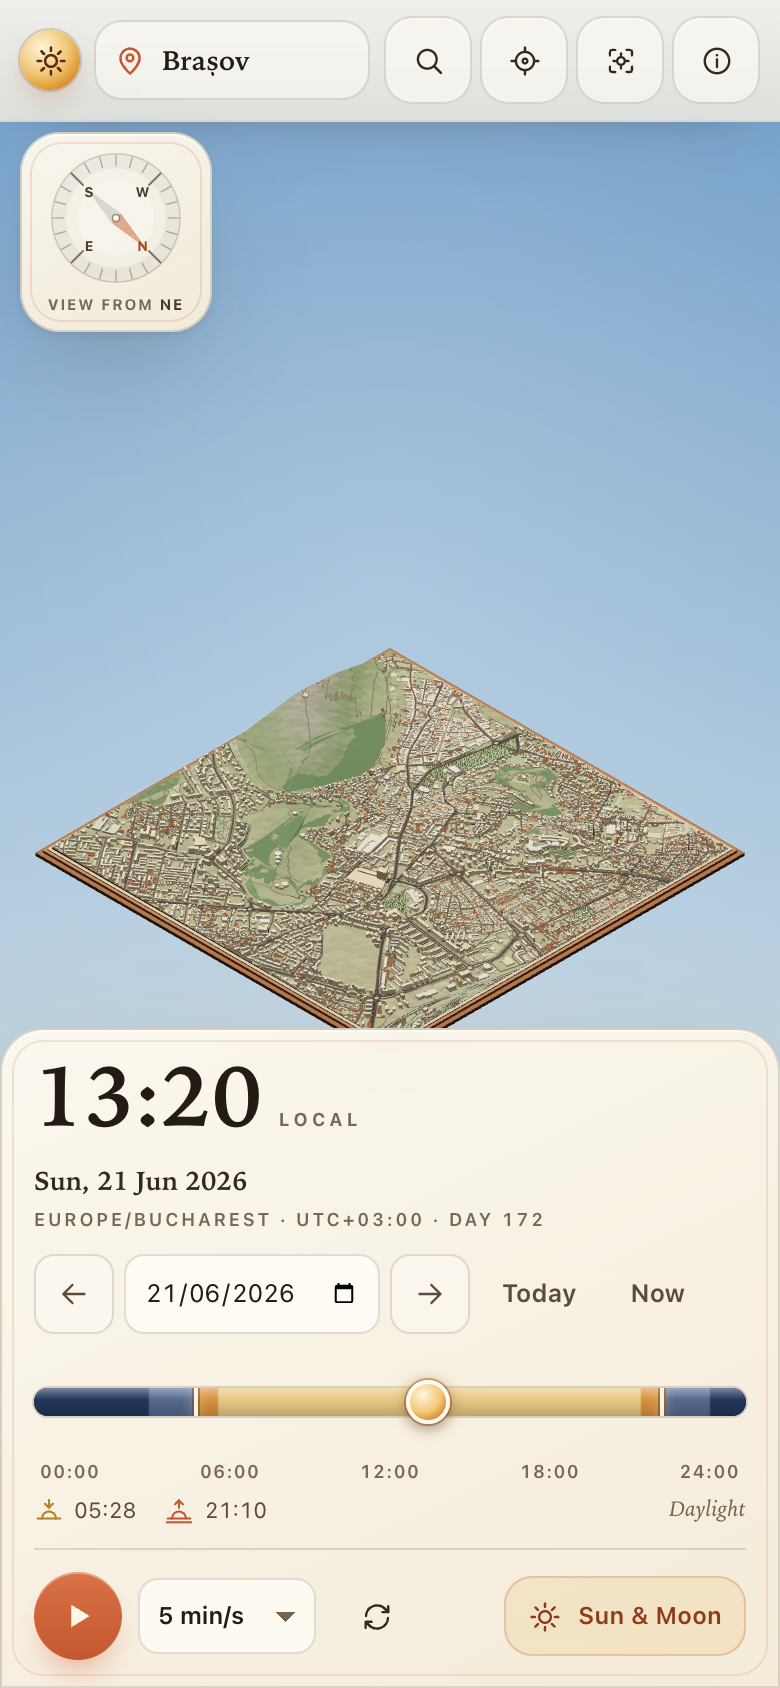 Brașov
S W
E N
VIEW FROM NE
13:20 LOCAL
Sun, 21 Jun 2026
EUROPE/BUCHAREST · UTC+03:00 · DAY 172
21/06/2026 Today Now
00:00 06:00 12:00 18:00 24:00
05:28 21:10 Daylight
5 min/s Sun & Moon